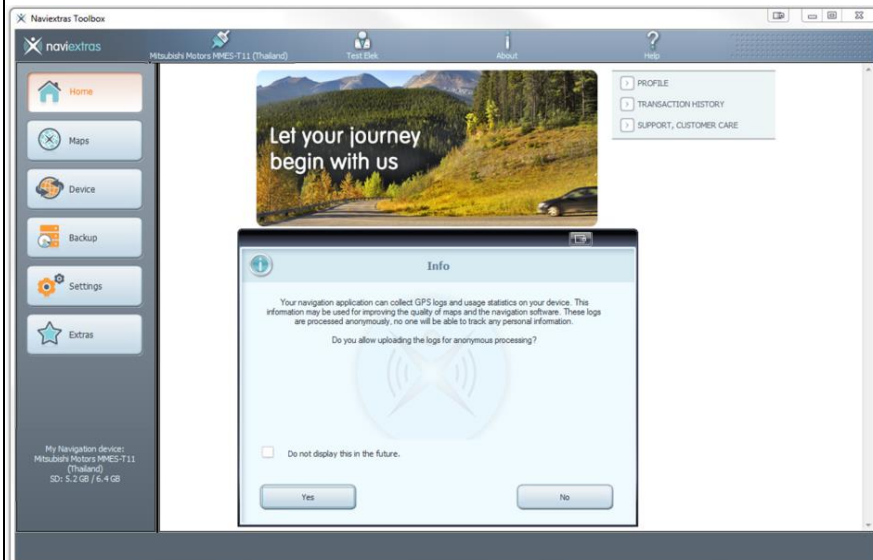 Naviextras Toolbox
naviextras
Mitsubishi Motors MMES-T11 (Thailand)
Test Elek
About
Help
Home
Maps
Device
Backup
Settings
Extras
My Navigation device:
Mitsubishi Motors MMES-T11
(Thailand)
SD: 5.2 GB / 6.4 GB
Let your journey
begin with us
PROFILE
TRANSACTION HISTORY
SUPPORT, CUSTOMER CARE
Info
Your navigation application can collect GPS logs and usage statistics on your device. This
information may be used for improving the quality of maps and the navigation software. These logs
are processed anonymously, no one will be able to track any personal information.
Do you allow uploading the logs for anonymous processing?
Do not display this in the future.
Yes
No